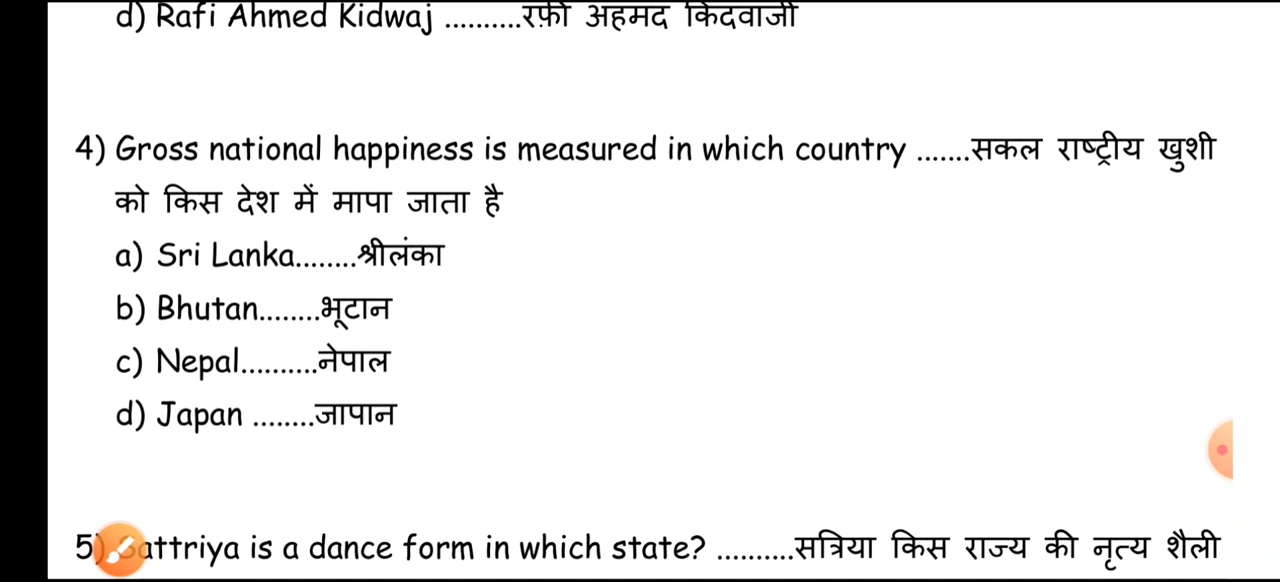 d) Rafi Ahmed Kidwaj ..........रफ़ी अहमद किदवाजी
4) Gross national happiness is measured in which country .......सकल राष्ट्रीय खुशी
को किस देश में मापा जाता है
a) Sri Lanka........श्रीलंका
b) Bhutan........भूटान
c) Nepal..........नेपाल
d) Japan ........जापान
5) Sattriya is a dance form in which state? ..........सत्रिया किस राज्य की नृत्य शैली